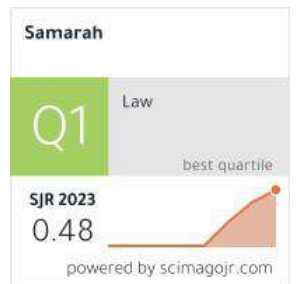 Samarah
Q1
Law
best quartile
SJR 2023
0.48
powered by scimagojr.com